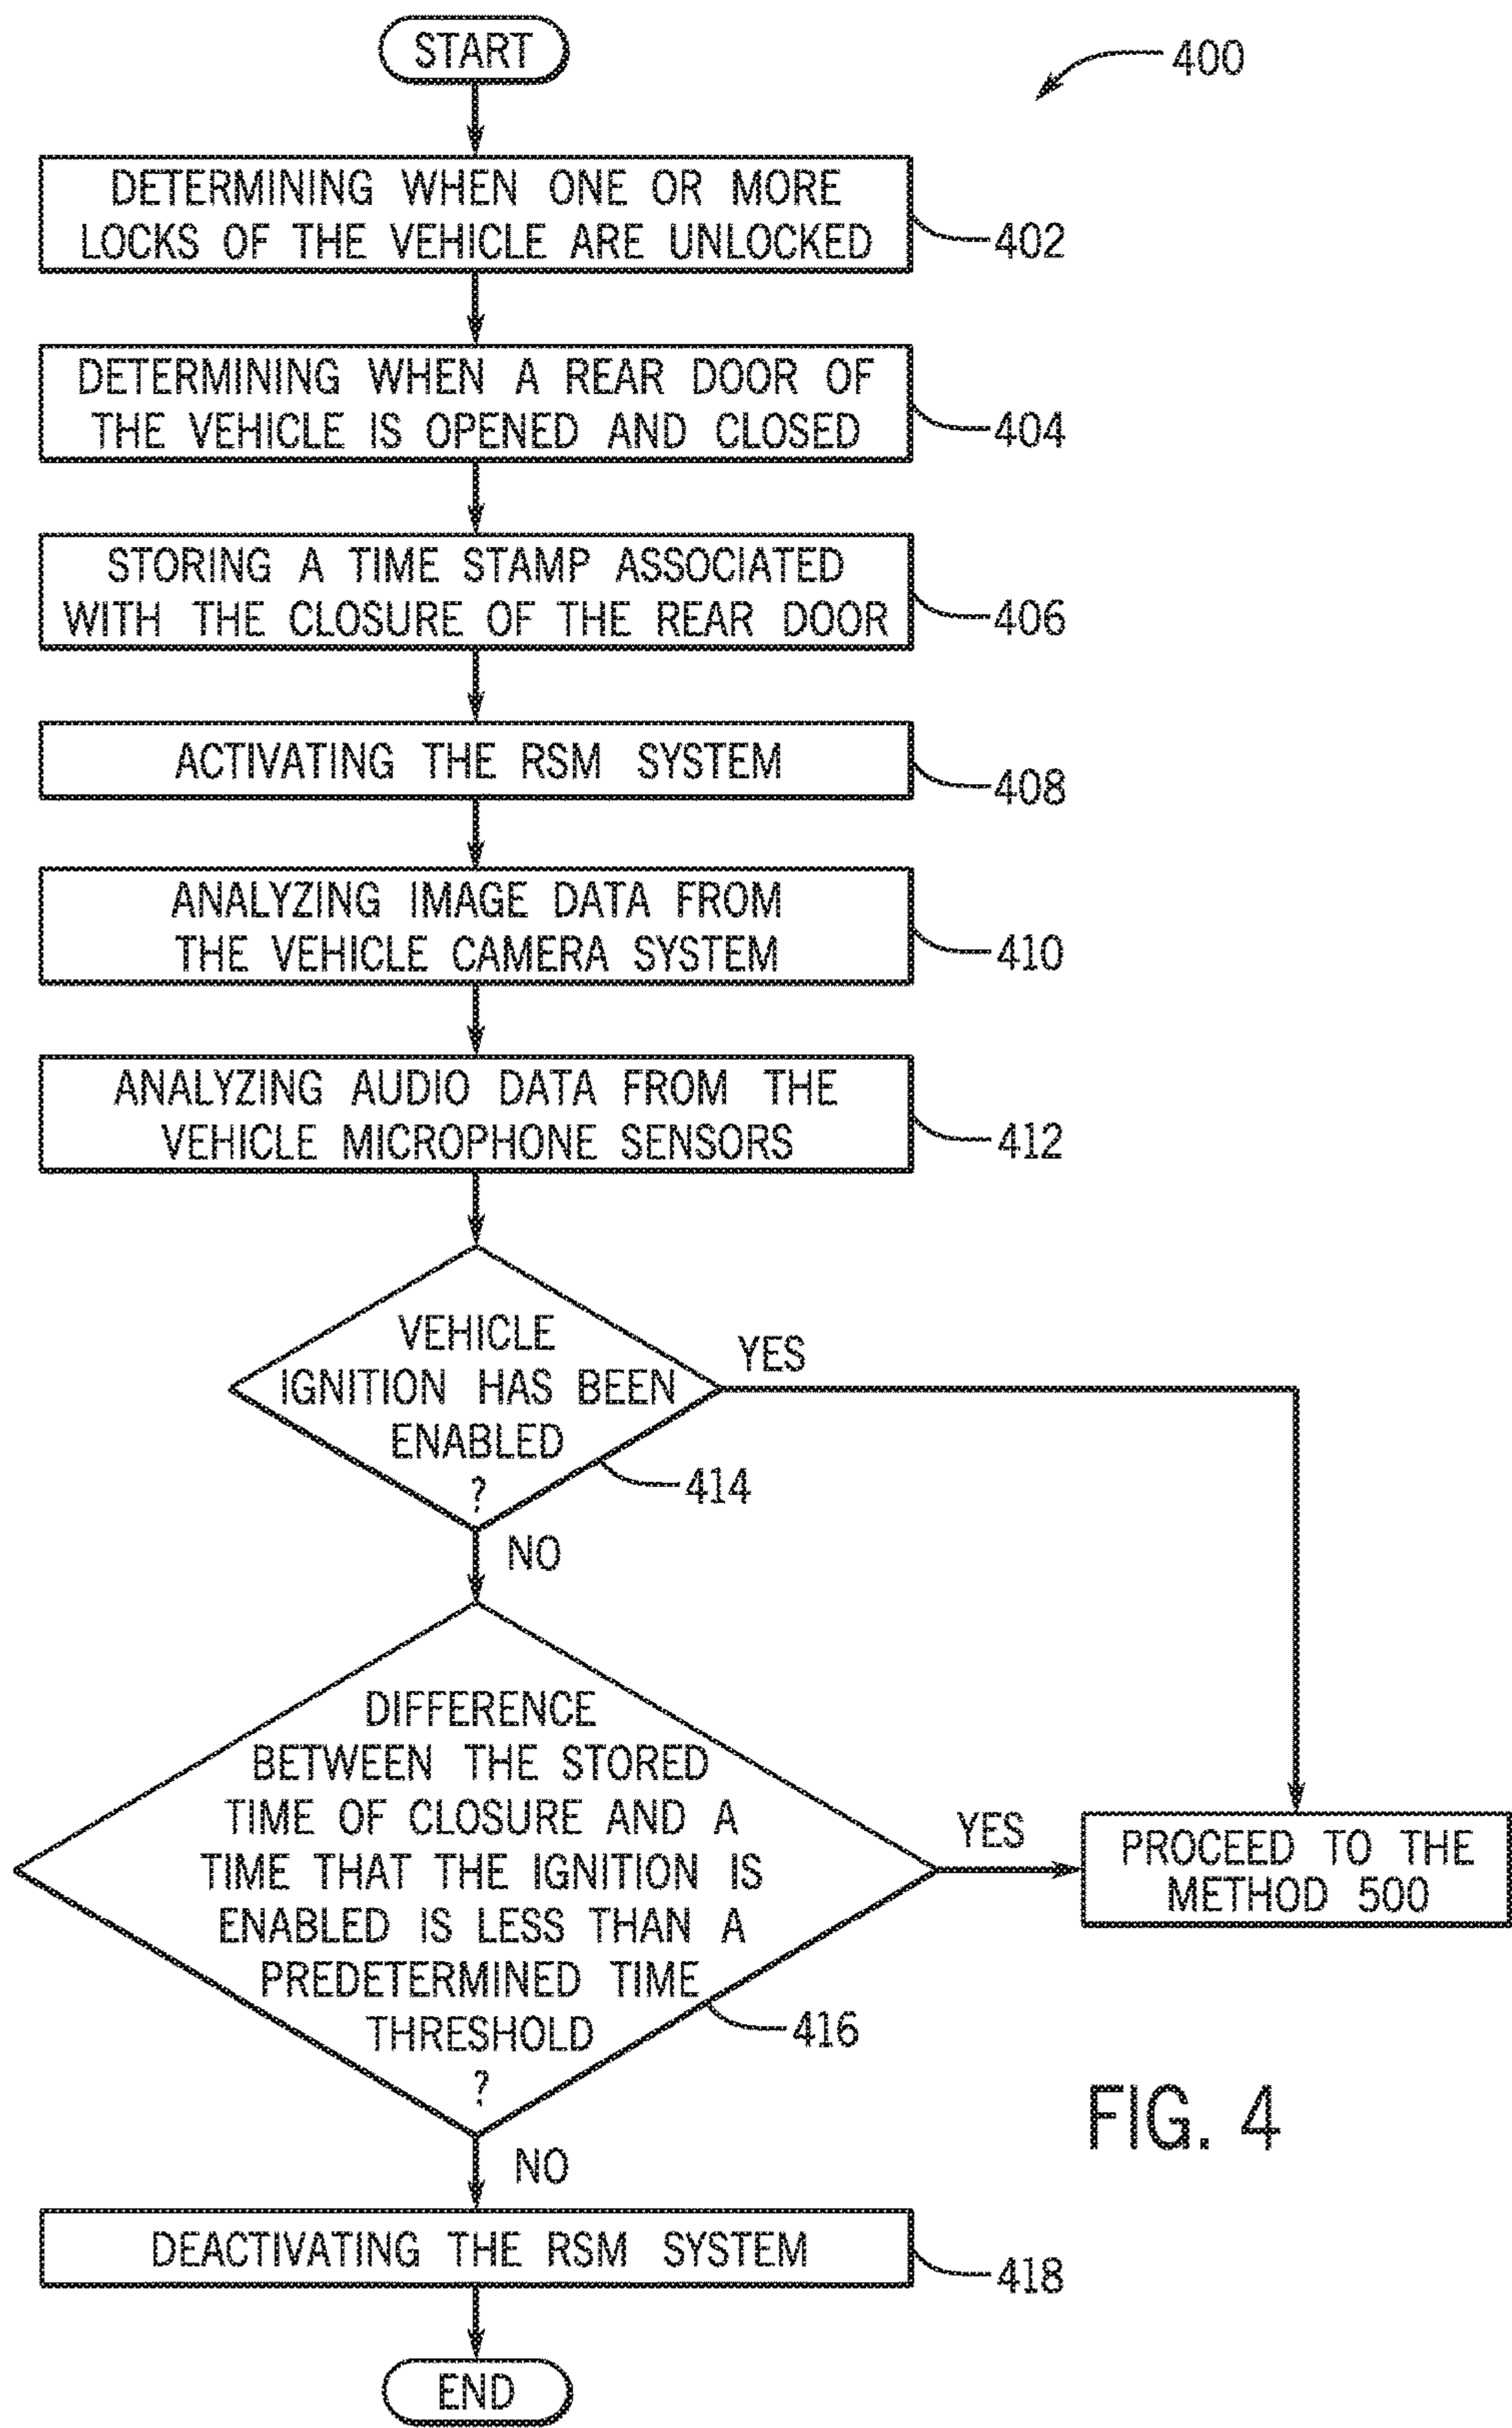 START
400
DETERMINING WHEN ONE OR MORE
LOCKS OF THE VEHICLE ARE UNLOCKED
402
DETERMINING WHEN A REAR DOOR OF
THE VEHICLE IS OPENED AND CLOSED
404
STORING A TIME STAMP ASSOCIATED
WITH THE CLOSURE OF THE REAR DOOR
406
ACTIVATING THE RSM SYSTEM
408
ANALYZING IMAGE DATA FROM
THE VEHICLE CAMERA SYSTEM
410
ANALYZING AUDIO DATA FROM THE
VEHICLE MICROPHONE SENSORS
412
VEHICLE
IGNITION HAS BEEN
ENABLED
?
YES
414
NO
DIFFERENCE
BETWEEN THE STORED
TIME OF CLOSURE AND A
TIME THAT THE IGNITION IS
ENABLED IS LESS THAN A
PREDETERMINED TIME
THRESHOLD
?
YES
416
PROCEED TO THE
METHOD 500
NO
FIG. 4
DEACTIVATING THE RSM SYSTEM
418
END